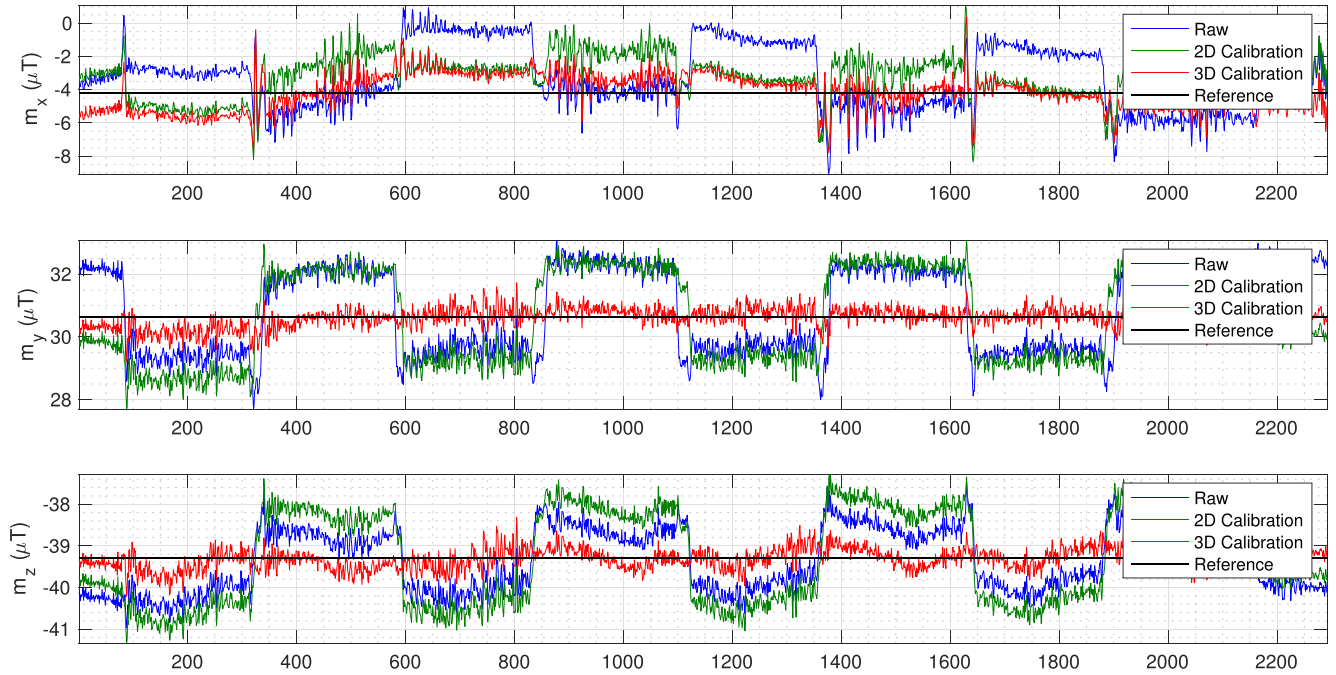 0
-2
-4
-6
-8
m_x (μT)
Raw
2D Calibration
3D Calibration
Reference
200 400 600 800 1000 1200 1400 1600 1800 2000 2200
32
30
28
m_y (μT)
Raw
2D Calibration
3D Calibration
Reference
200 400 600 800 1000 1200 1400 1600 1800 2000 2200
-38
-39
-40
-41
m_z (μT)
Raw
2D Calibration
3D Calibration
Reference
200 400 600 800 1000 1200 1400 1600 1800 2000 2200